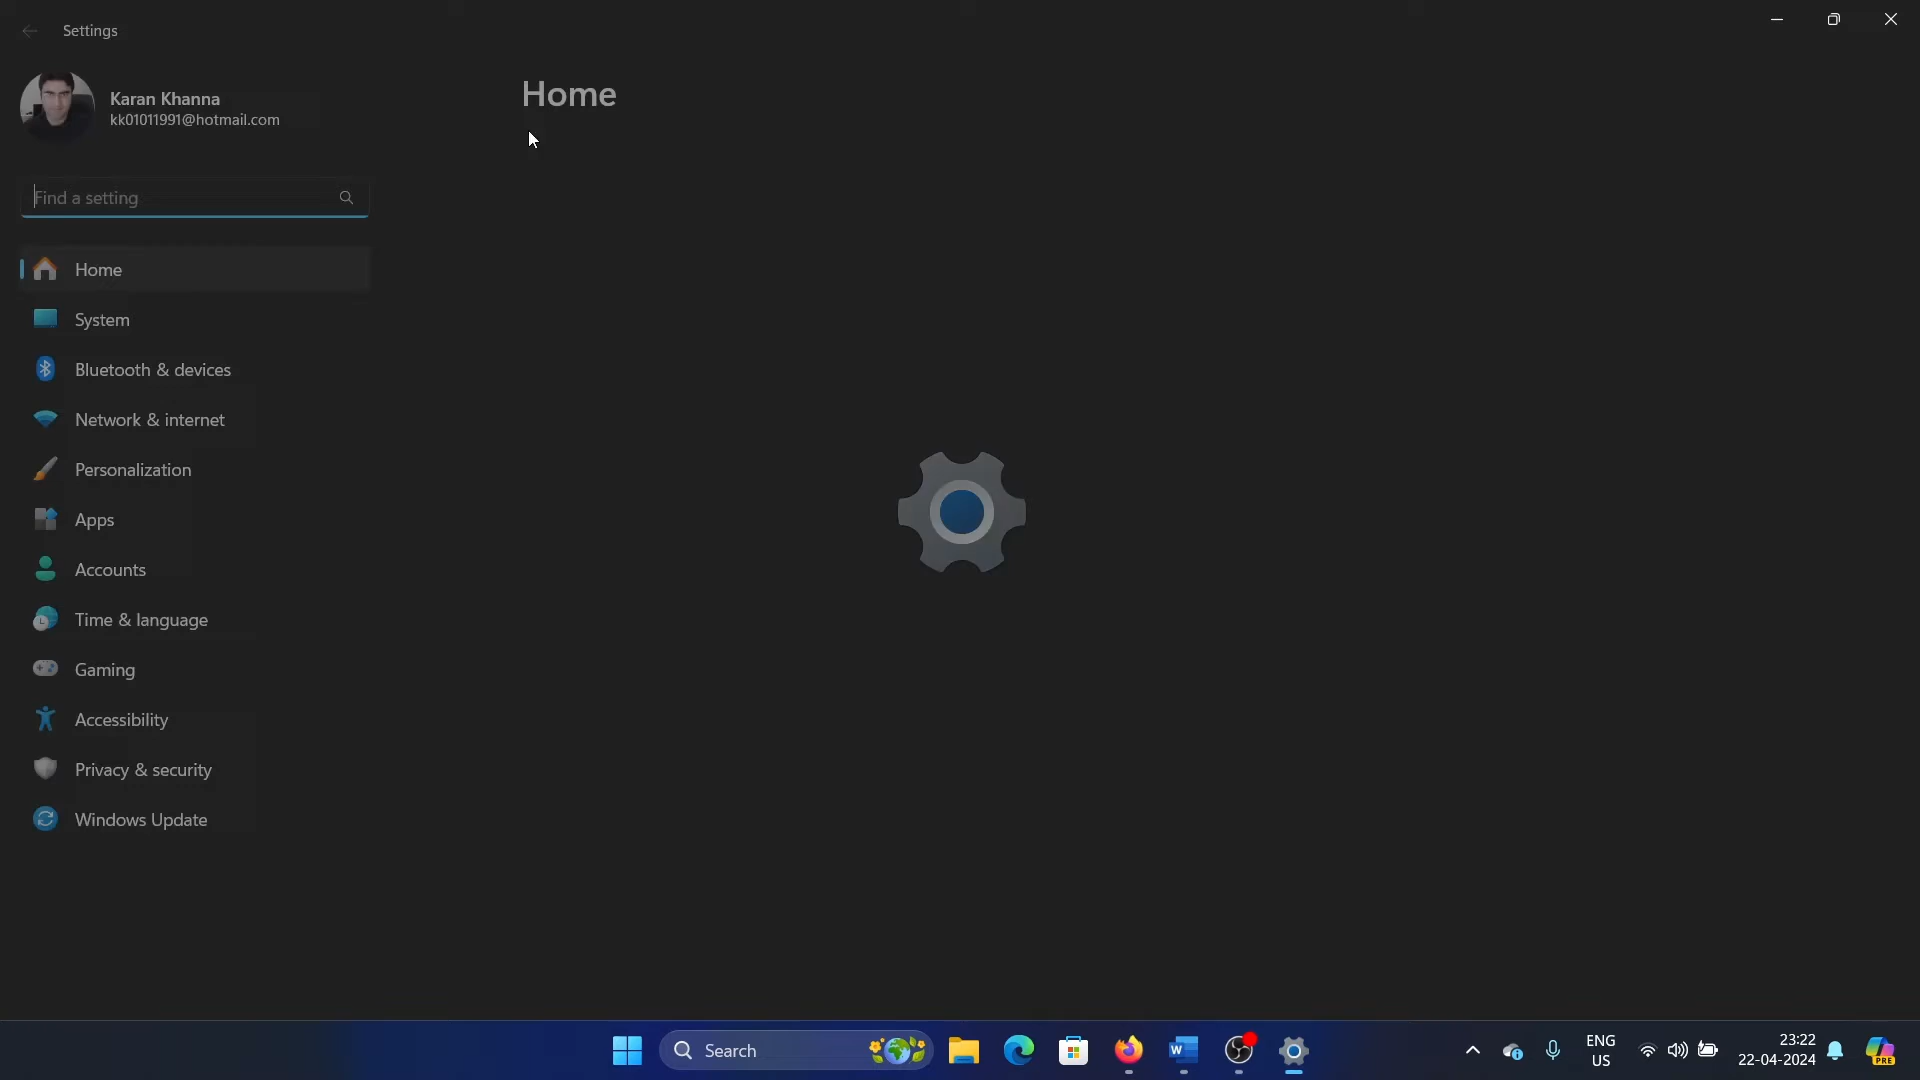 Settings
Karan Khanna
kk01011991@hotmail.com
Home
Find a setting
Home
System
Bluetooth & devices
Network & internet
Personalization
Apps
Accounts
Time & language
Gaming
Accessibility
Privacy & security
Windows Update
Search
W
ENG
US
23:22
22-04-2024
PRE